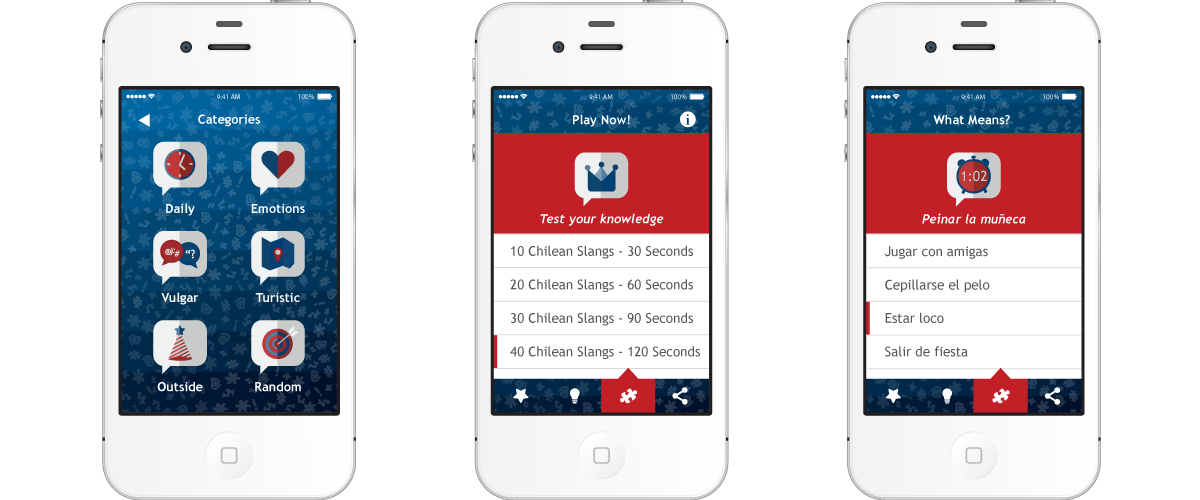 9:41 AM 100%
Categories
Daily Emotions
@!# "?
Vulgar Turistic
Outside Random
9:41 AM 100%
Play Now! i
Test your knowledge
10 Chilean Slangs - 30 Seconds
20 Chilean Slangs - 60 Seconds
30 Chilean Slangs - 90 Seconds
40 Chilean Slangs - 120 Seconds
9:41 AM 100%
What Means?
1:02
Peinar la muñeca
Jugar con amigas
Cepillarse el pelo
Estar loco
Salir de fiesta